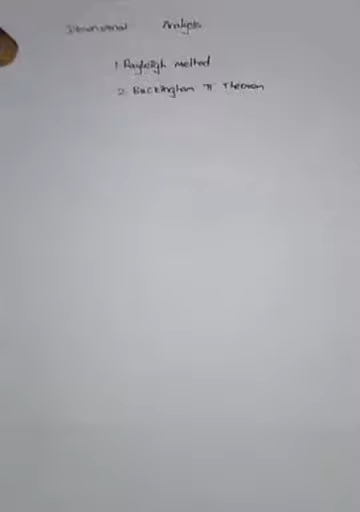 Dimensional Analysis
1. Rayleigh Method
2. Buckingham π Theorem